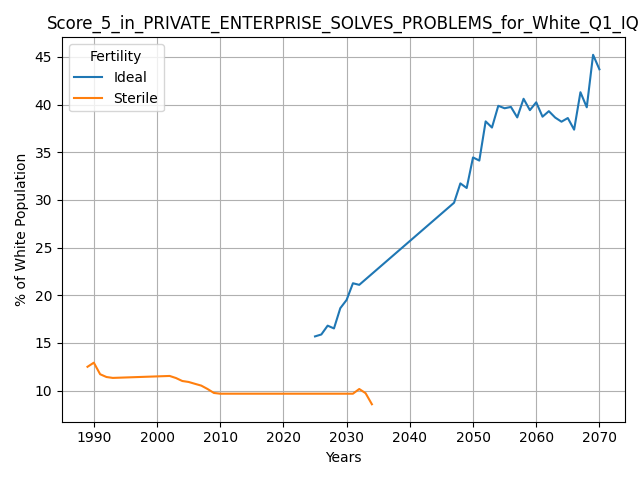 Score_5_in_PRIVATE_ENTERPRISE_SOLVES_PROBLEMS_for_White_Q1_IQ
Fertility
Ideal
Sterile
% of White Population
45
40
35
30
25
20
15
10
1990 2000 2010 2020 2030 2040 2050 2060 2070
Years